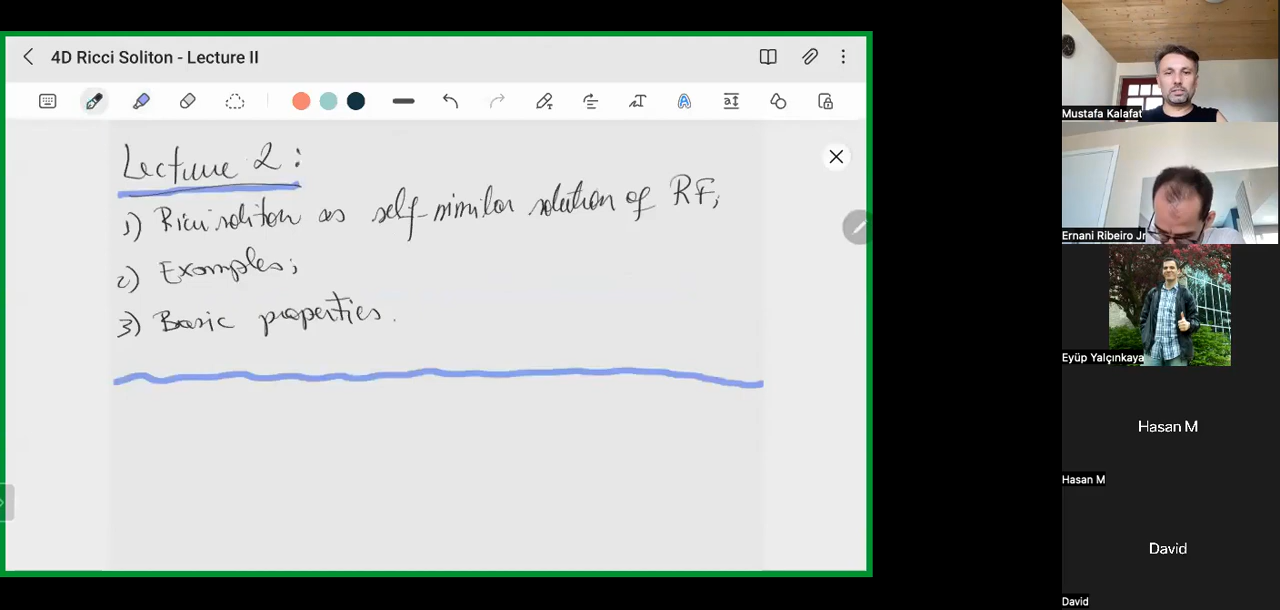 4D Ricci Soliton - Lecture II
Lecture 2:
1) Ricci soliton as self-similar solution of RF;
2) Examples;
3) Basic properties.
Mustafa Kalafat
Ernani Ribeiro Jr
Eyüp Yalçınkaya
Hasan M
Hasan M
David
David